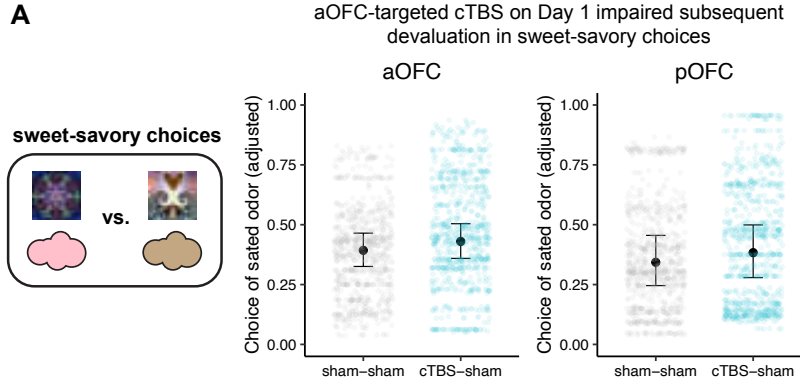 A
aOFC-targeted cTBS on Day 1 impaired subsequent
devaluation in sweet-savory choices
sweet-savory choices
vs.
aOFC
Choice of sated odor (adjusted)
1.00
0.75
0.50
0.25
0.00
sham−sham cTBS−sham
pOFC
Choice of sated odor (adjusted)
1.00
0.75
0.50
0.25
0.00
sham−sham cTBS−sham